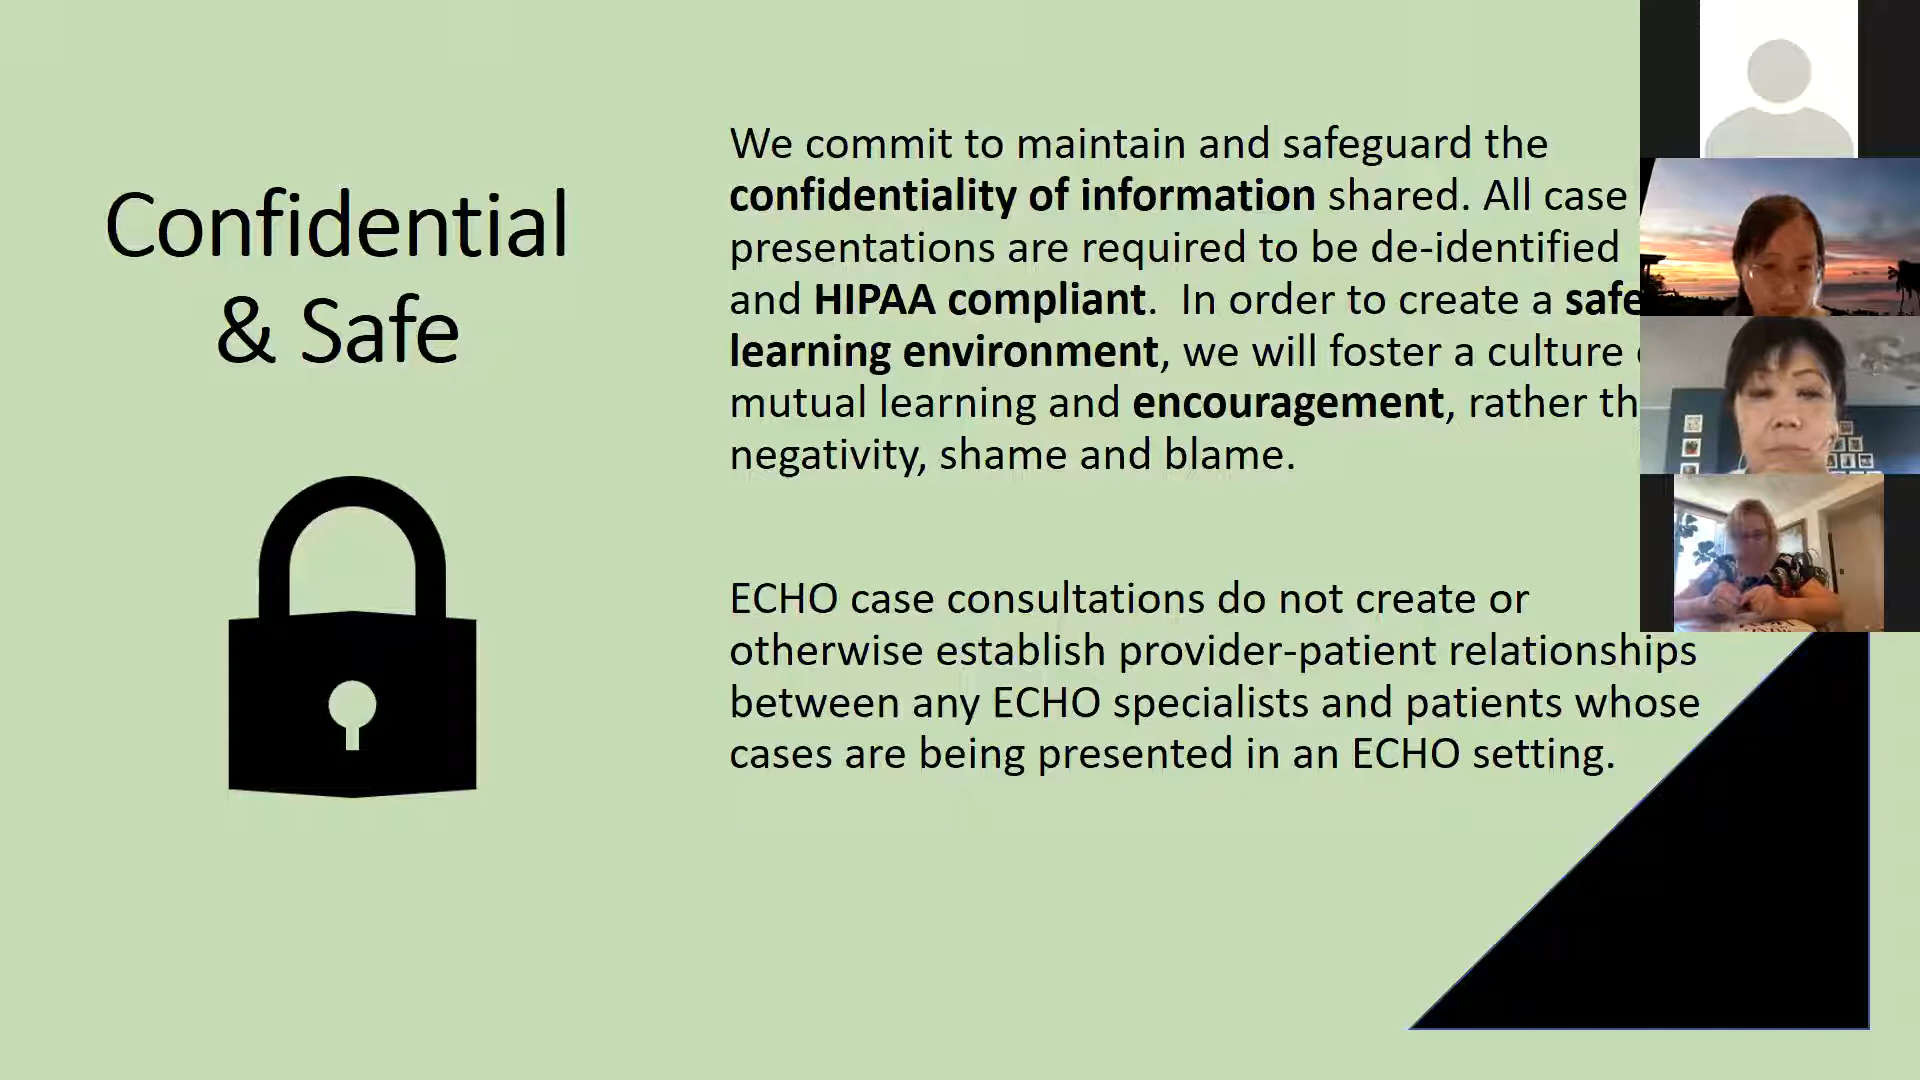 Confidential
& Safe
We commit to maintain and safeguard the
confidentiality of information shared. All case
presentations are required to be de-identified
and HIPAA compliant. In order to create a safe
learning environment, we will foster a culture
mutual learning and encouragement, rather th
negativity, shame and blame.
ECHO case consultations do not create or
otherwise establish provider-patient relationships
between any ECHO specialists and patients whose
cases are being presented in an ECHO setting.